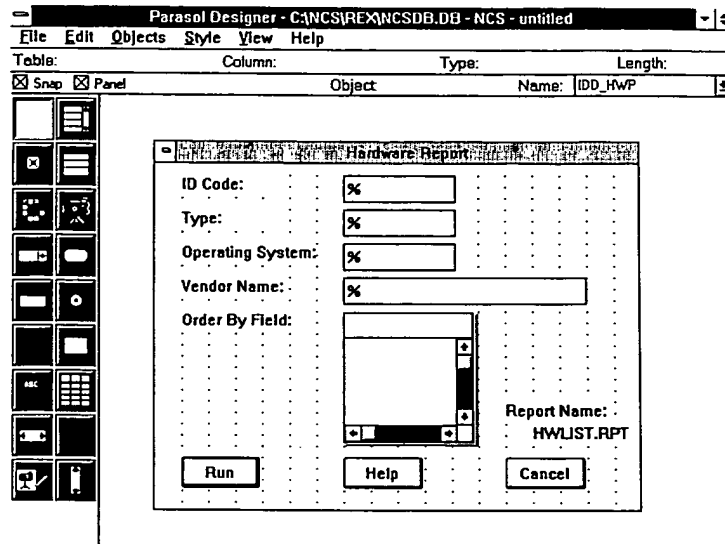 Parasol Designer - C:\NCS\REX\NCSDB.DB - NCS - untitled
File Edit Objects Style View Help
Table: Column: Type: Length:
Snap Panel Object Name: IDD_HWP
Hardware Report
ID Code: %
Type: %
Operating System: %
Vendor Name: %
Order By Field:
ABC
Report Name:
HWLIST.RPT
Run Help Cancel